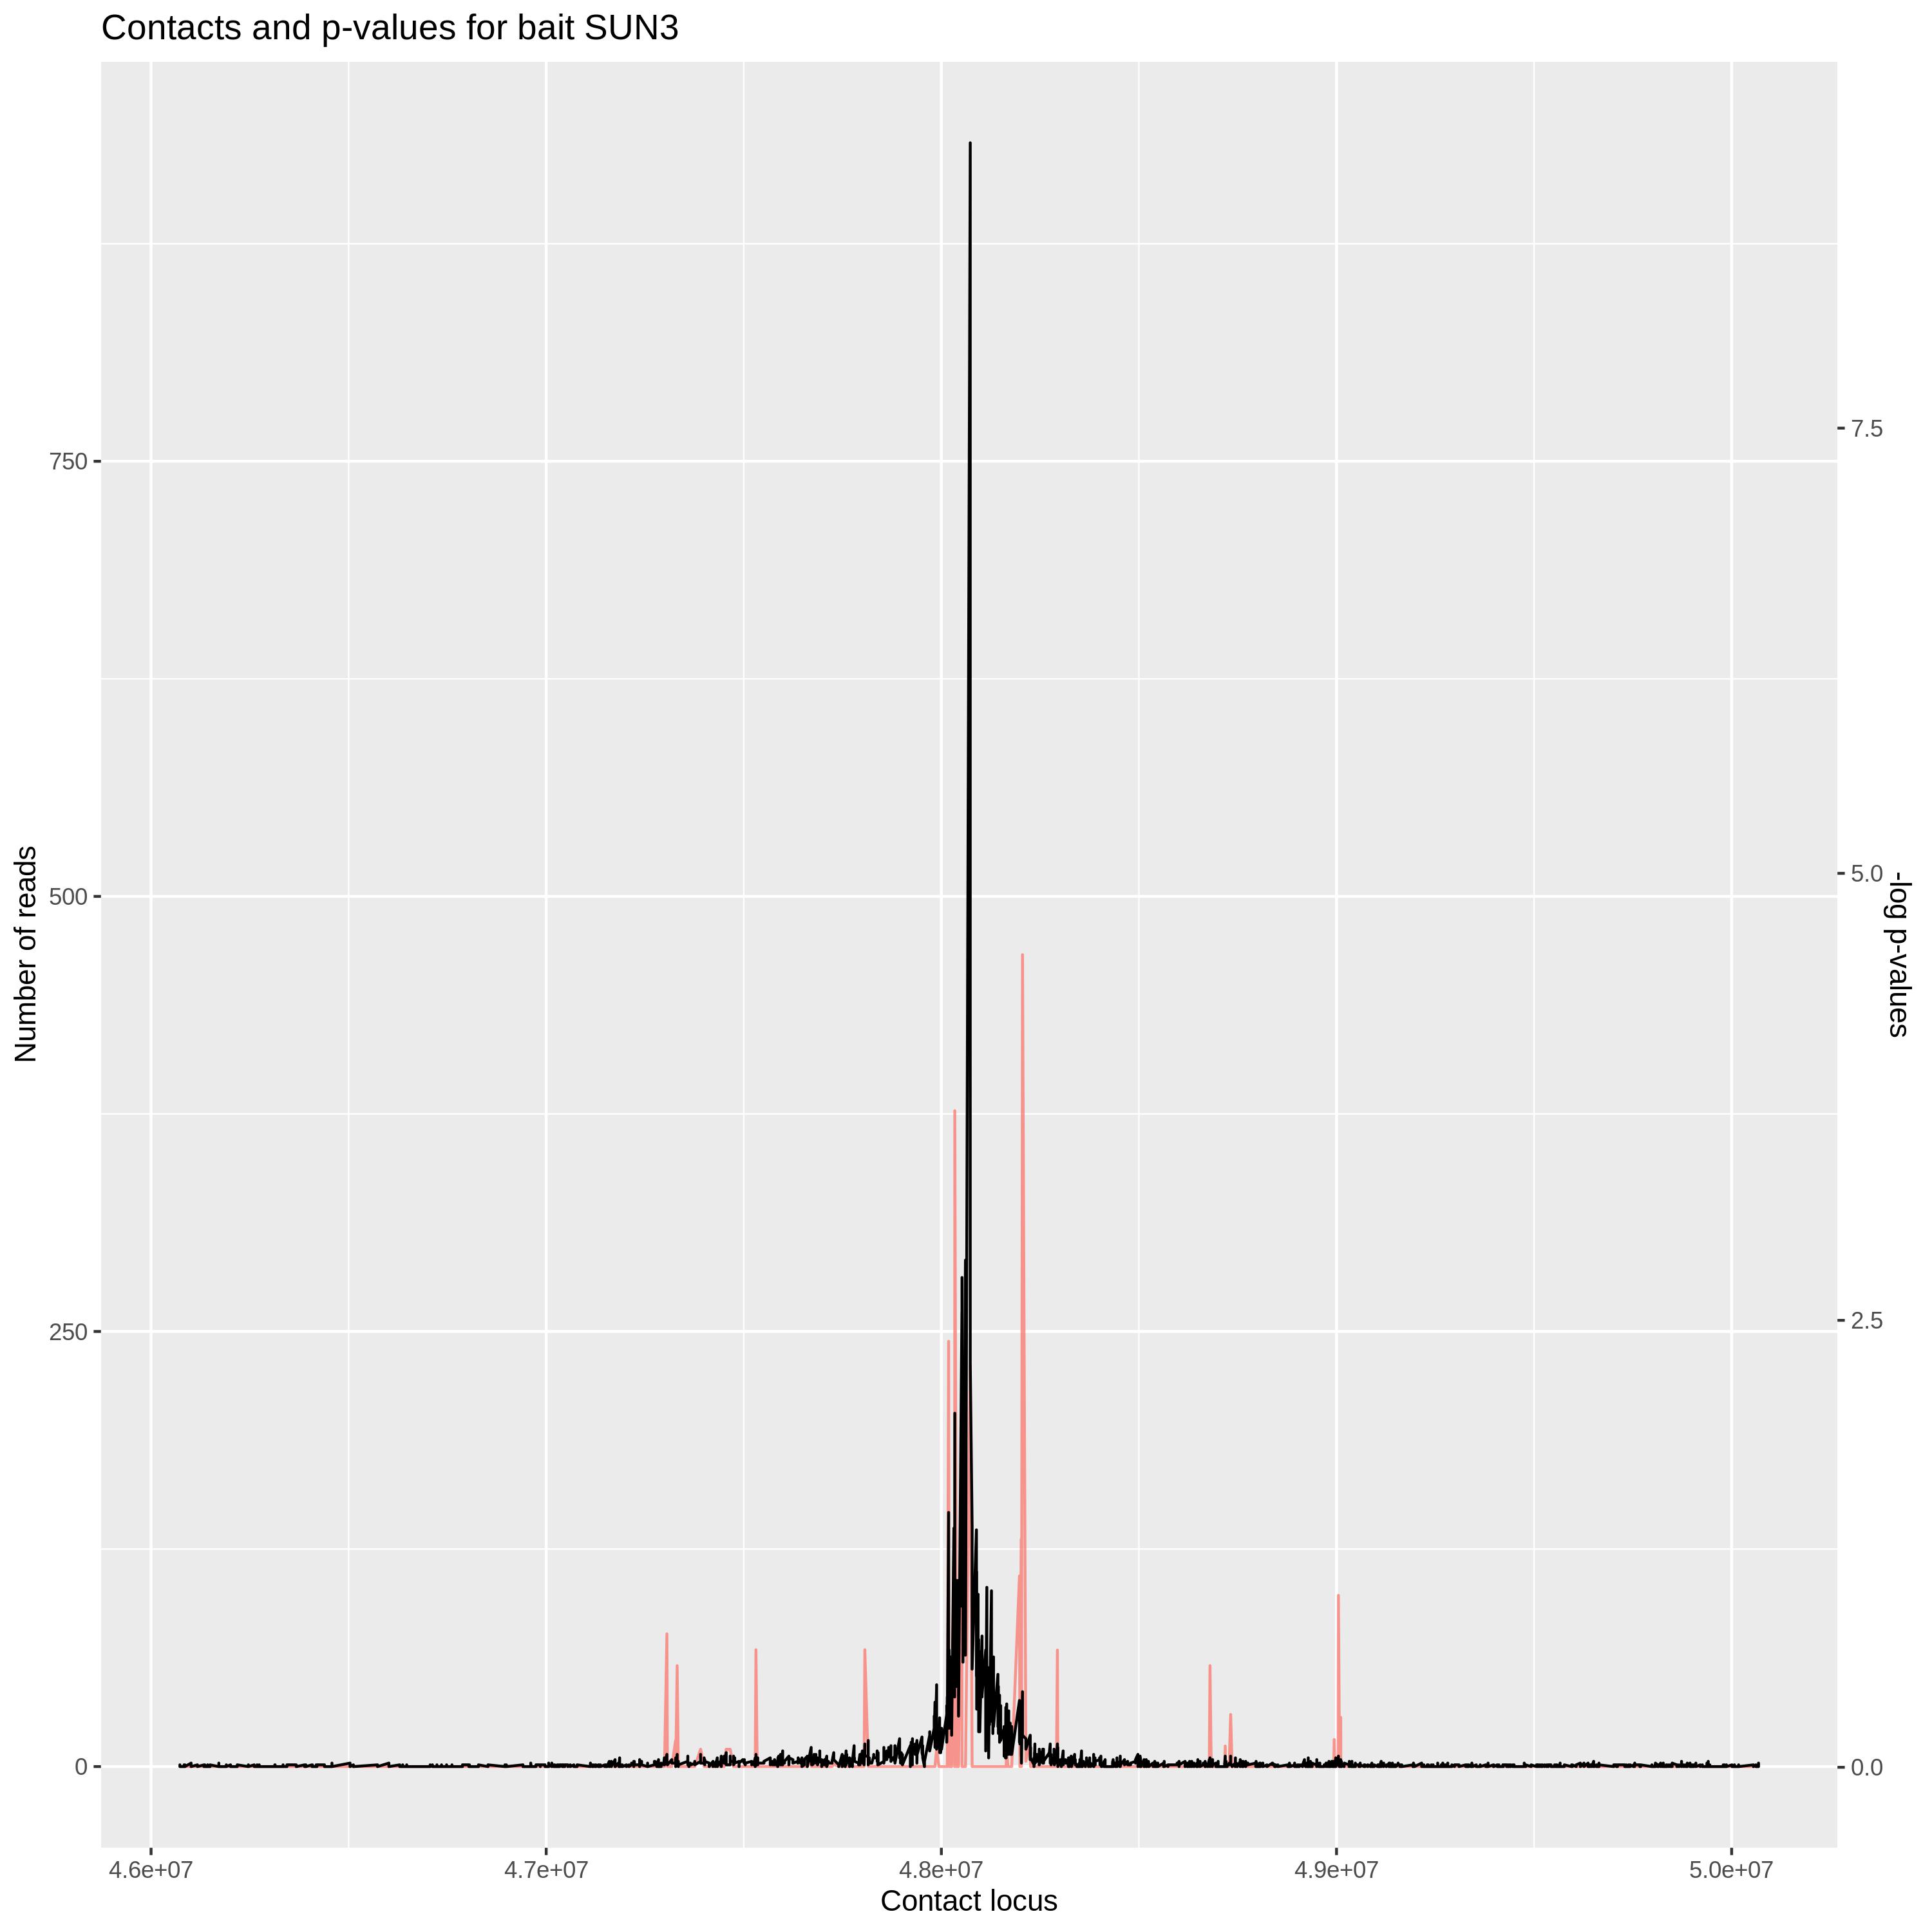 Contacts and p-values for bait SUN3
750
500
250
0
Number of reads
7.5
5.0
2.5
0.0
-log p-values
4.6e+07
4.7e+07
4.8e+07
4.9e+07
5.0e+07
Contact locus